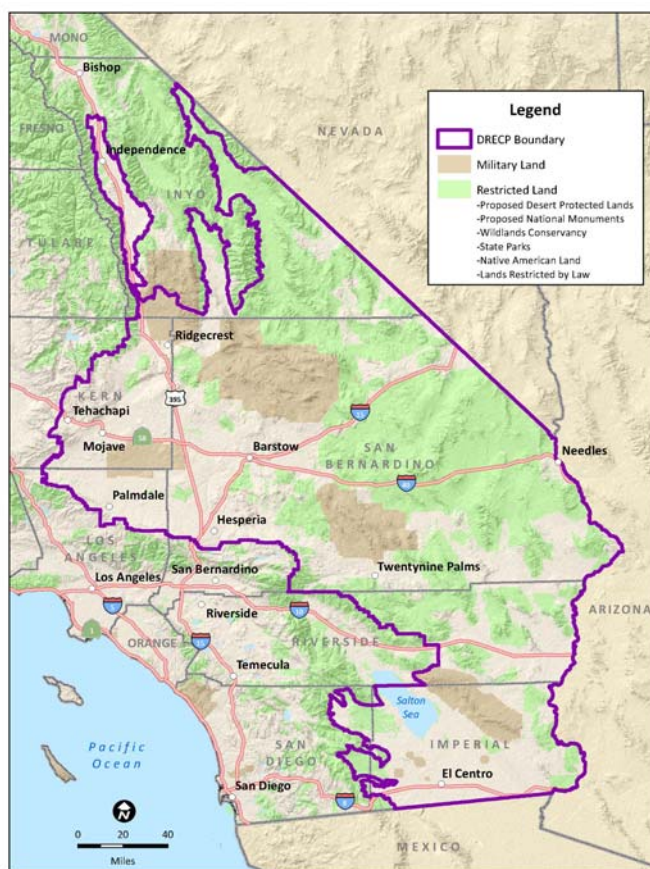 MONO
Bishop
FRESNO
NEVADA
Independence
INYO
TULARE
Legend
DRECP Boundary
Military Land
Restricted Land
-Proposed Desert Protected Lands
-Proposed National Monuments
-Wildlands Conservancy
-State Parks
-Native American Land
-Lands Restricted by Law
Ridgecrest
KERN
395
Tehachapi
15
Mojave
58
Barstow
SAN
BERNARDINO
Needles
40
Palmdale
Hesperia
LOS
ANGELES
San Bernardino
Twentynine Palms
Los Angeles
5
10
ARIZONA
Riverside
1
ORANGE
15
RIVERSIDE
Temecula
Salton
Sea
Pacific
Ocean
SAN
DIEGO
IMPERIAL
El Centro
San Diego
8
N
0 20 40
Miles
MEXICO